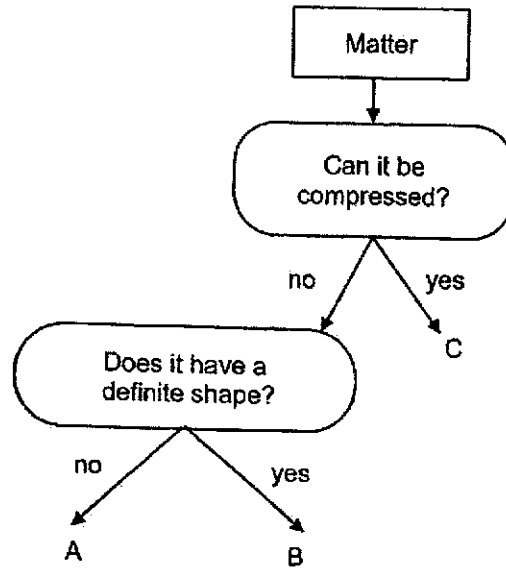 Matter
Can it be
compressed?
no
yes
C
Does it have a
definite shape?
no
yes
A
B